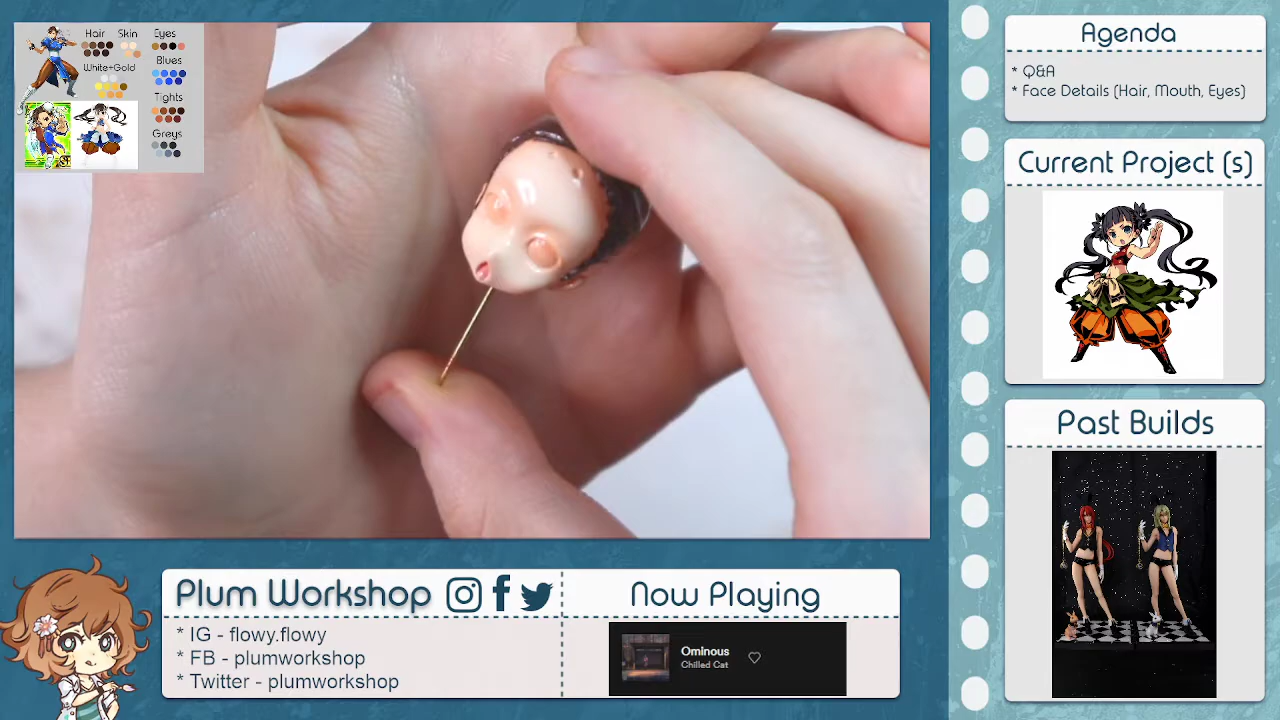 Hair Skin Eyes
White+Gold
Blues
Tights
Greys
Agenda
* Q&A
* Face Details (Hair, Mouth, Eyes)
Current Project (s)
Past Builds
Plum Workshop
* IG - flowy.flowy
* FB - plumworkshop
* Twitter - plumworkshop
Now Playing
Ominous
Chilled Cat